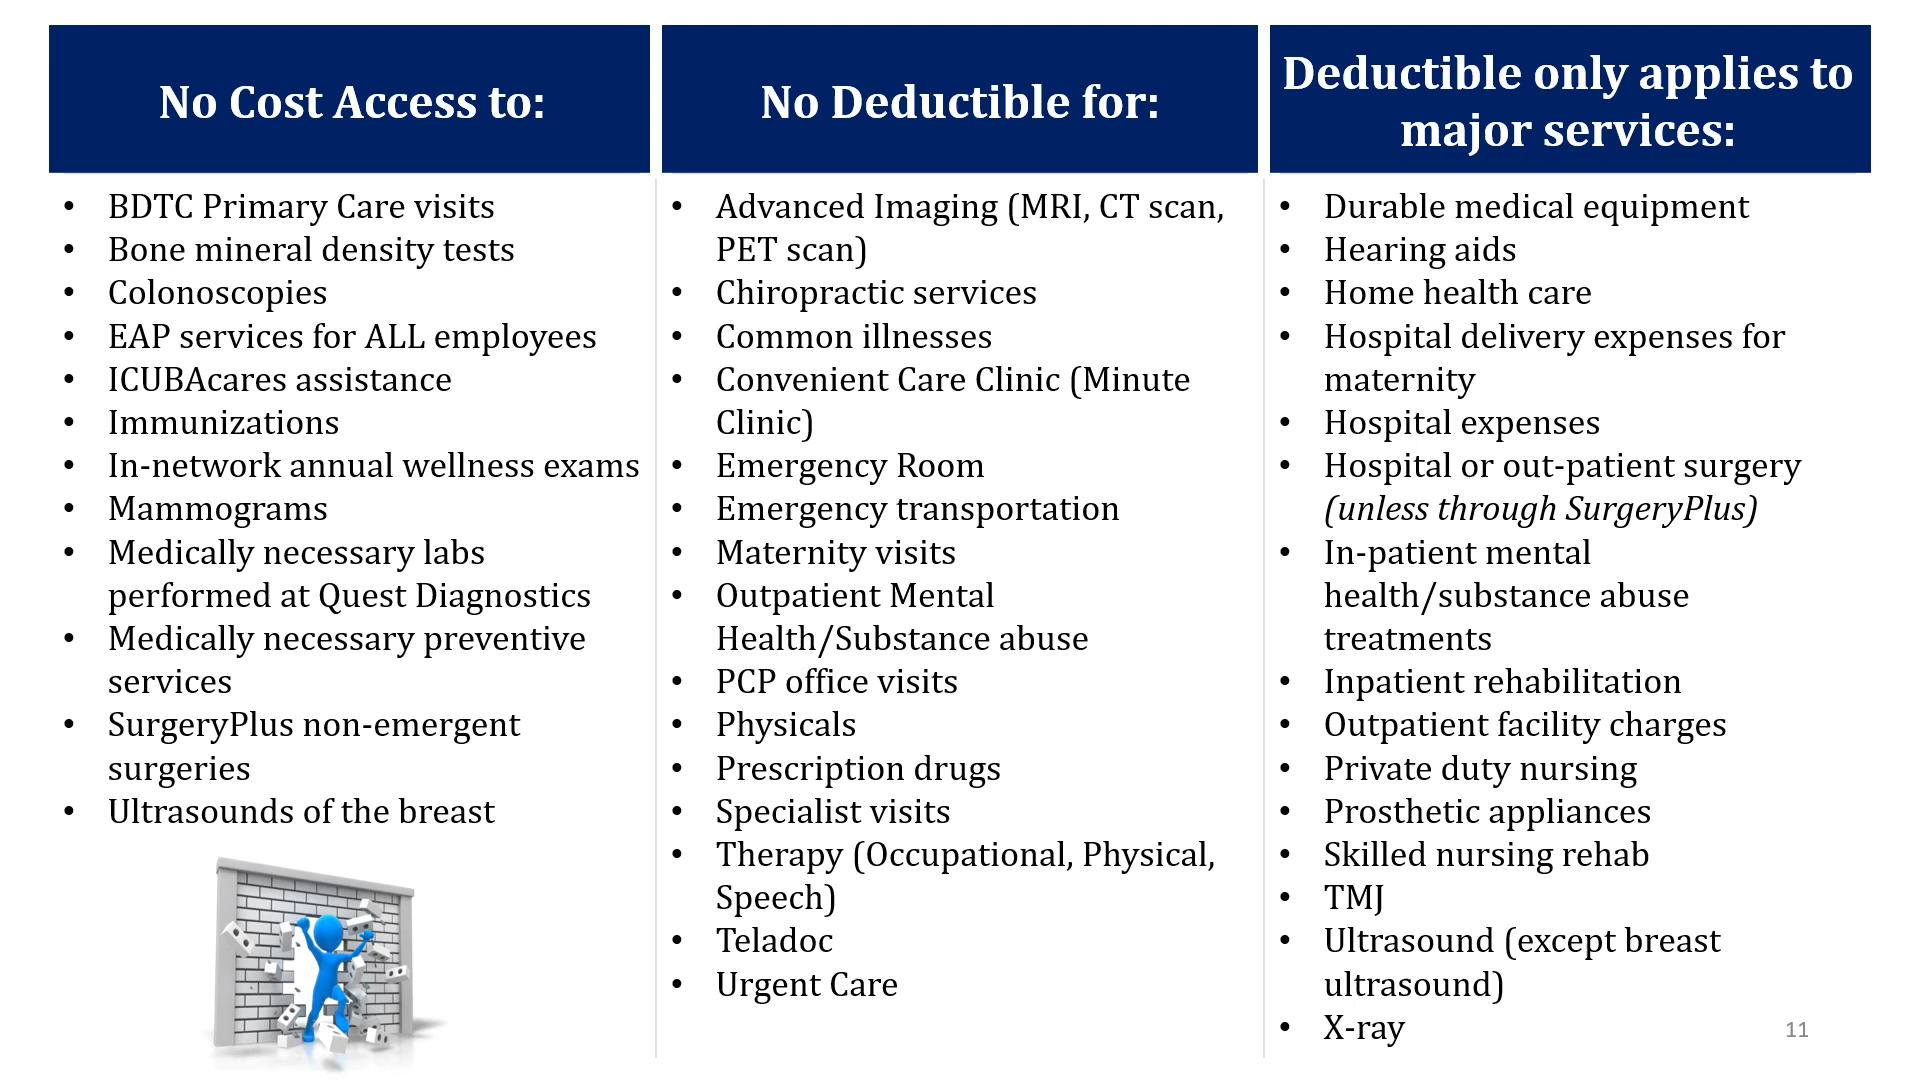 No Cost Access to:
• BDTC Primary Care visits
• Bone mineral density tests
• Colonoscopies
• EAP services for ALL employees
• ICUBAcares assistance
• Immunizations
• In-network annual wellness exams
• Mammograms
• Medically necessary labs
performed at Quest Diagnostics
• Medically necessary preventive
services
• SurgeryPlus non-emergent
surgeries
• Ultrasounds of the breast
No Deductible for:
• Advanced Imaging (MRI, CT scan,
PET scan)
• Chiropractic services
• Common illnesses
• Convenient Care Clinic (Minute
Clinic)
• Emergency Room
• Emergency transportation
• Maternity visits
• Outpatient Mental
Health/Substance abuse
• PCP office visits
• Physicals
• Prescription drugs
• Specialist visits
• Therapy (Occupational, Physical,
Speech)
• Teladoc
• Urgent Care
Deductible only applies to
major services:
• Durable medical equipment
• Hearing aids
• Home health care
• Hospital delivery expenses for
maternity
• Hospital expenses
• Hospital or out-patient surgery
(unless through SurgeryPlus)
• In-patient mental
health/substance abuse
treatments
• Inpatient rehabilitation
• Outpatient facility charges
• Private duty nursing
• Prosthetic appliances
• Skilled nursing rehab
• TMJ
• Ultrasound (except breast
ultrasound)
• X-ray
11